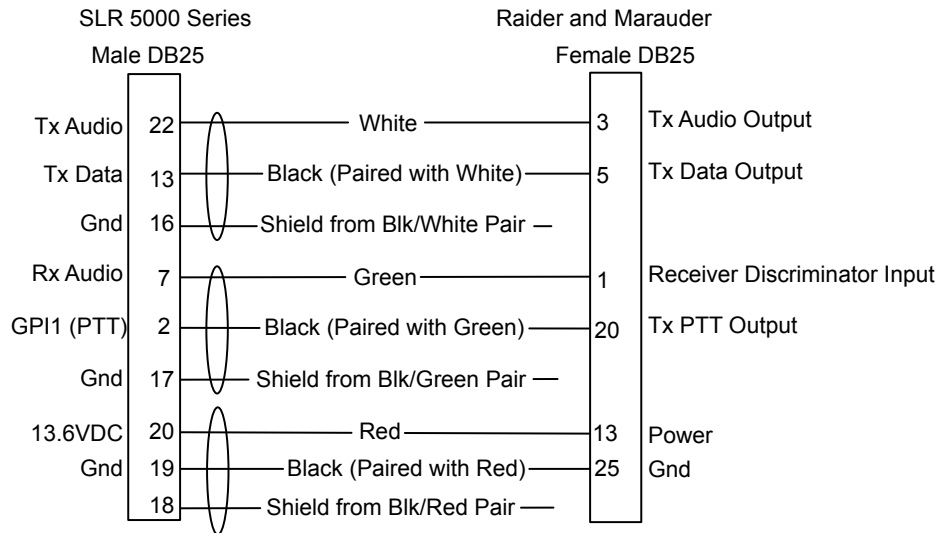 SLR 5000 Series Raider and Marauder
Male DB25 Female DB25
Tx Audio 22 White 3 Tx Audio Output
Tx Data 13 Black (Paired with White) 5 Tx Data Output
Gnd 16 Shield from Blk/White Pair
Rx Audio 7 Green 1 Receiver Discriminator Input
GPI1 (PTT) 2 Black (Paired with Green) 20 Tx PTT Output
Gnd 17 Shield from Blk/Green Pair
13.6VDC 20 Red 13 Power
Gnd 19 Black (Paired with Red) 25 Gnd
18 Shield from Blk/Red Pair